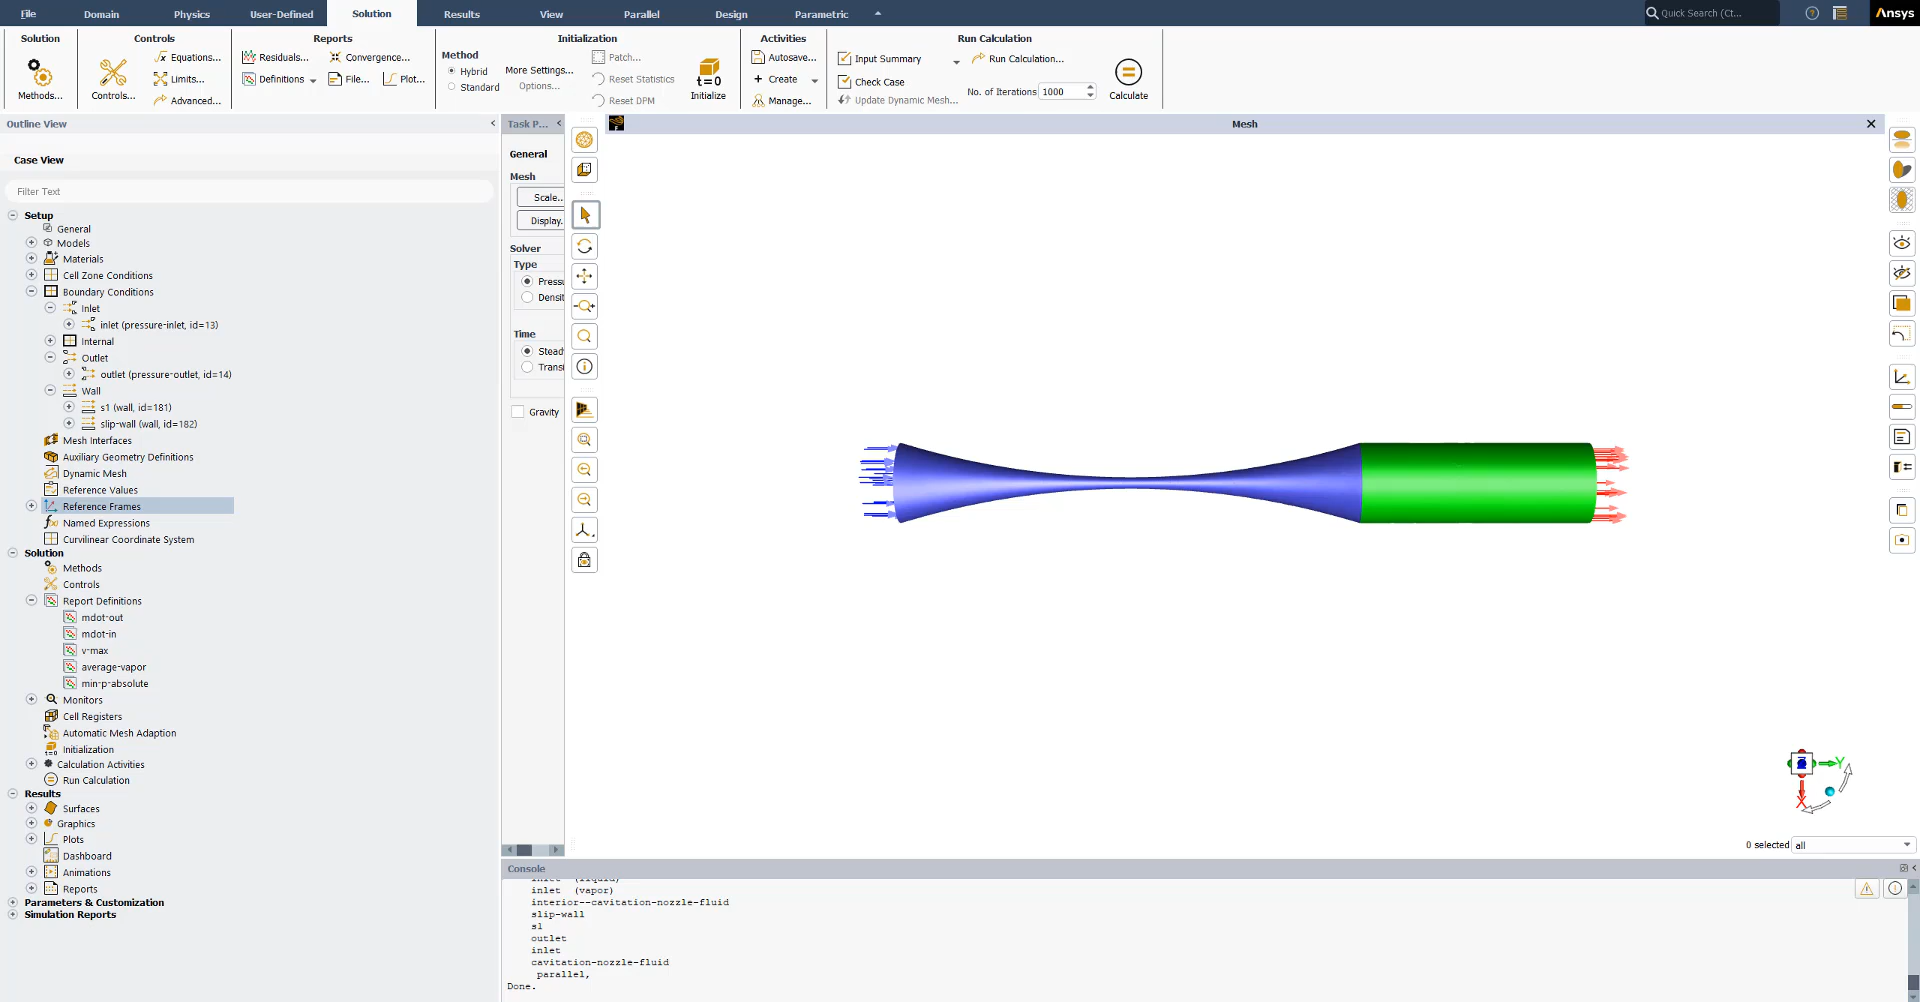 File Domain Physics User-Defined Solution Results View Parallel Design Parametric Quick Search (Ct... Ansys
Solution Controls Reports Initialization Activities Run Calculation
Methods... Controls... Equations... Limits... Advanced...
Residuals... Convergence... Definitions File... Plot...
Method Hybrid Standard More Settings... Options... Patch... Reset Statistics Reset DPM t=0 Initialize
Autosave... Create Manage...
Input Summary Check Case Update Dynamic Mesh... Run Calculation... No. of Iterations 1000 Calculate
Outline View
Case View
Filter Text
Setup
General
Models
Materials
Cell Zone Conditions
Boundary Conditions
Inlet
inlet (pressure-inlet, id=13)
Internal
Outlet
outlet (pressure-outlet, id=14)
Wall
s1 (wall, id=181)
slip-wall (wall, id=182)
Mesh Interfaces
Auxiliary Geometry Definitions
Dynamic Mesh
Reference Values
Reference Frames
Named Expressions
Curvilinear Coordinate System
Solution
Methods
Controls
Report Definitions
mdot-out
mdot-in
v-max
average-vapor
min-p-absolute
Monitors
Cell Registers
Automatic Mesh Adaption
Initialization
Calculation Activities
Run Calculation
Results
Surfaces
Graphics
Plots
Dashboard
Animations
Reports
Parameters & Customization
Simulation Reports
Task P...
General
Mesh
Scale..
Display.
Solver
Type
Pressu
Densit
Time
Stead
Transi
Gravity
Mesh
Y
Z
X
0 selected all
Console
inlet (liquid)
inlet (vapor)
interior--cavitation-nozzle-fluid
slip-wall
s1
outlet
inlet
cavitation-nozzle-fluid
parallel,
Done.